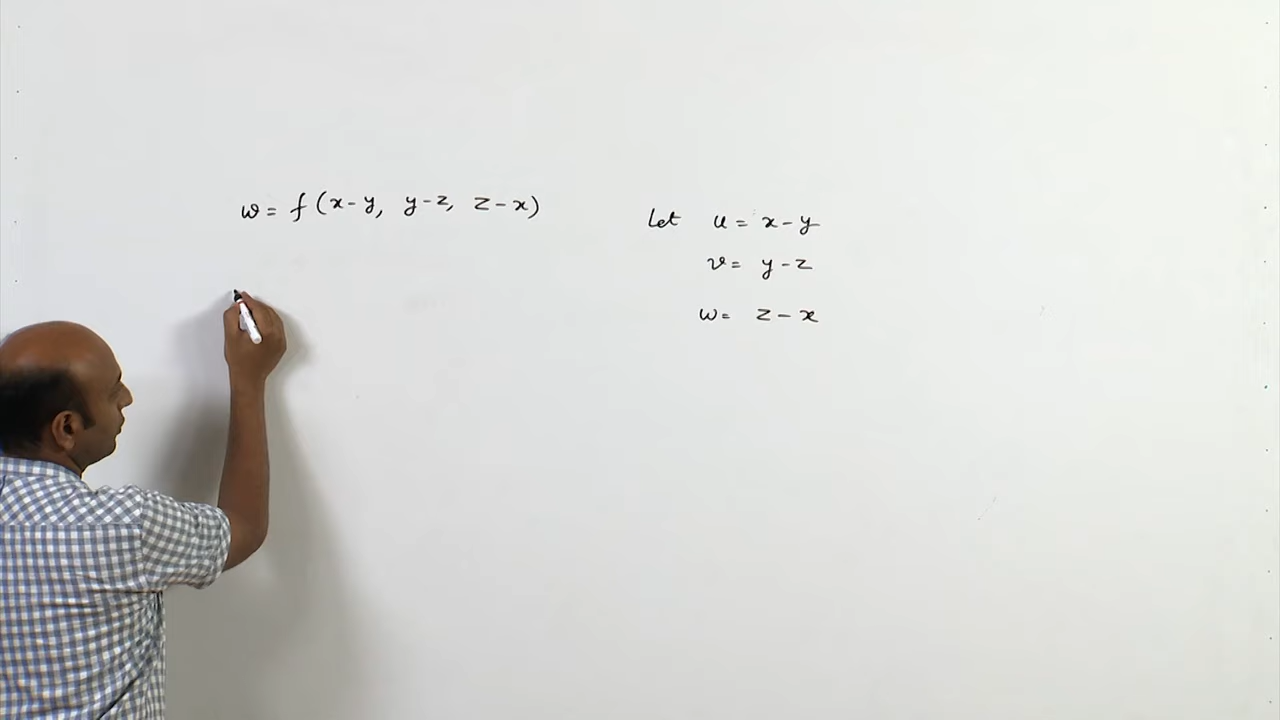 w = f (x-y, y-z, z-x)
Let u = x-y
v = y-z
w = z-x